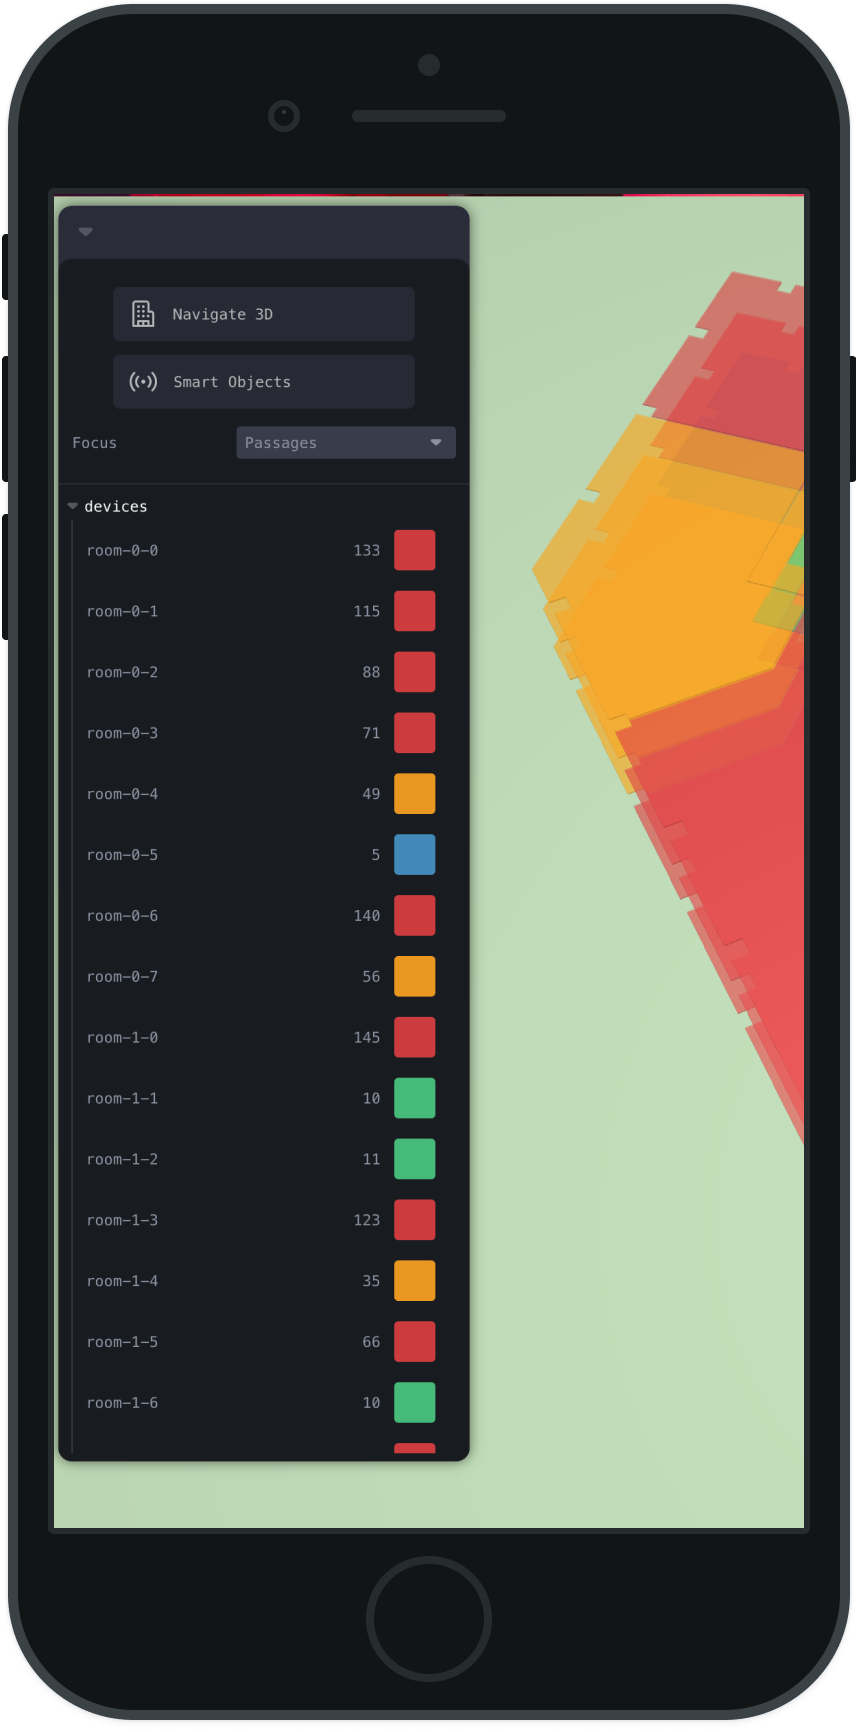 Navigate 3D
Smart Objects
Focus Passages
devices
room-0-0 133
room-0-1 115
room-0-2 88
room-0-3 71
room-0-4 49
room-0-5 5
room-0-6 140
room-0-7 56
room-1-0 145
room-1-1 10
room-1-2 11
room-1-3 123
room-1-4 35
room-1-5 66
room-1-6 10